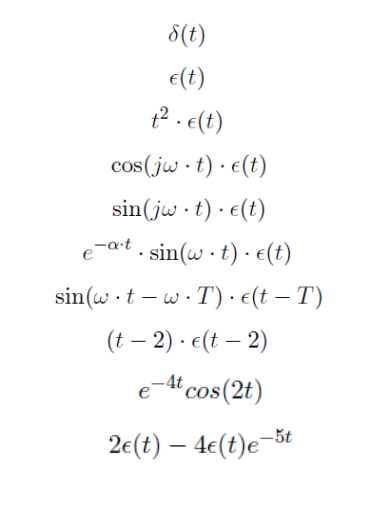 δ(t)
ϵ(t)
t² · ϵ(t)
cos(jω · t) · ϵ(t)
sin(jω · t) · ϵ(t)
e^{−α·t} · sin(ω · t) · ϵ(t)
sin(ω · t − ω · T) · ϵ(t − T)
(t − 2) · ϵ(t − 2)
e^{−4t}cos(2t)
2ϵ(t) − 4ϵ(t)e^{−5t}